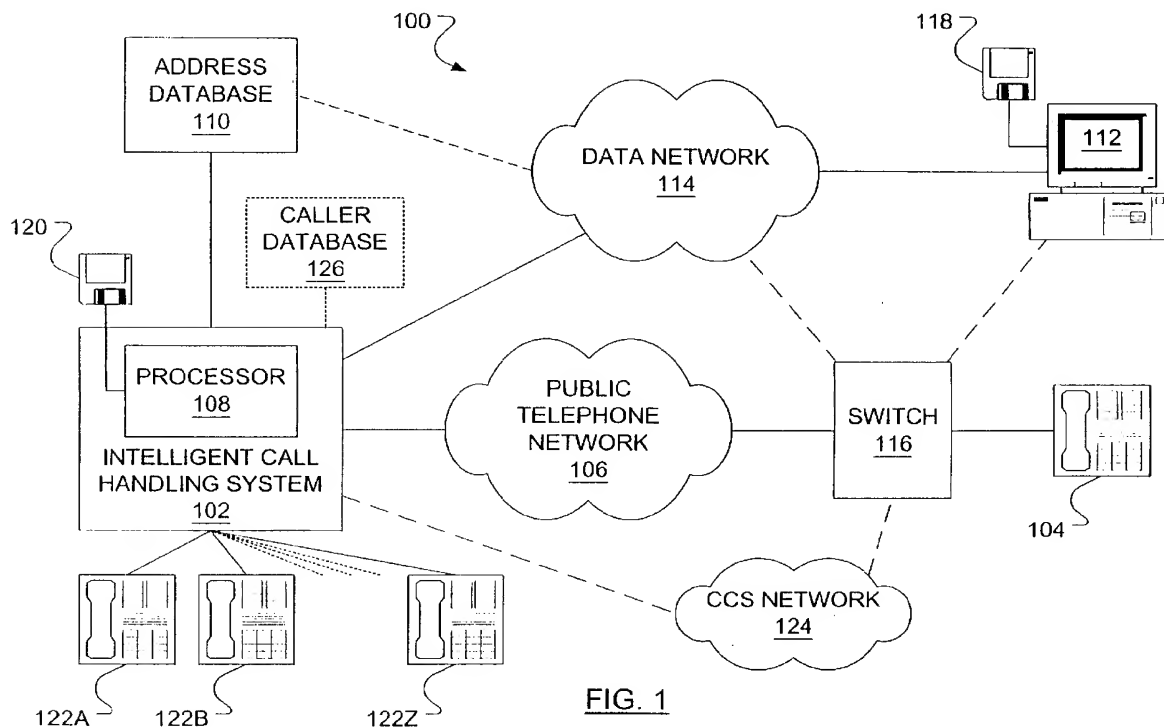 100
118
ADDRESS
DATABASE
110
DATA NETWORK
114
112
120
CALLER
DATABASE
126
PROCESSOR
108
INTELLIGENT CALL
HANDLING SYSTEM
102
PUBLIC
TELEPHONE
NETWORK
106
SWITCH
116
104
CCS NETWORK
124
122A
122B
122Z
FIG. 1